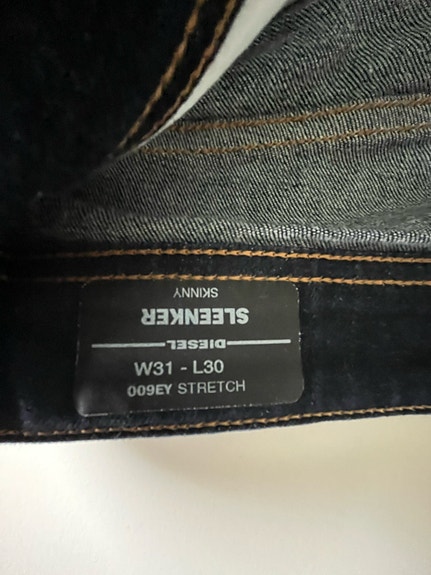 SKINNY
SLEENKER
DIESEL
W31 - L30
009EY STRETCH